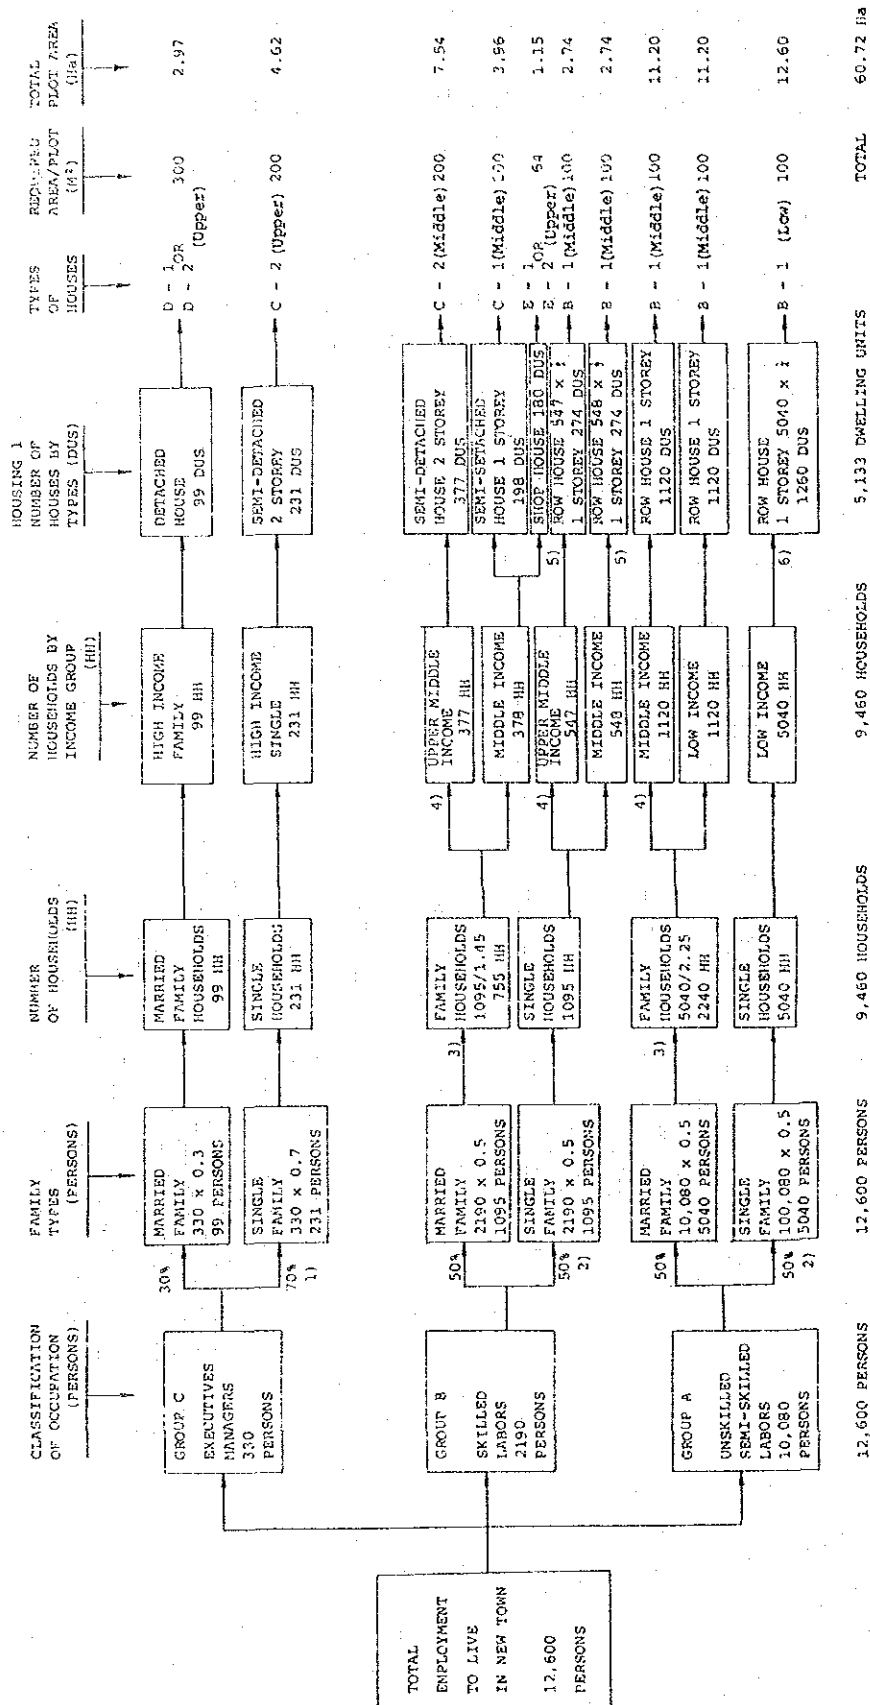 CLASSIFICATION
OF OCCUPATION
(PERSONS)
FAMILY
TYPES
(PERSONS)
NUMBER
OF HOUSEHOLDS
(HH)
NUMBER OF
HOUSEHOLDS BY
INCOME GROUP
(HH)
HOUSING 1
NUMBER OF
HOUSES BY
TYPES (DUS)
TYPES
OF
HOUSES
REQUIRED
AREA/PLOT
(M²)
TOTAL
PLOT AREA
(Ha)
TOTAL
EMPLOYMENT
TO LIVE
IN NEW TOWN
12,600
PERSONS
GROUP C
EXECUTIVES
MANAGERS
330
PERSONS
30%
70%
1)
MARRIED
FAMILY
330 x 0.3
99 PERSONS
SINGLE
FAMILY
330 x 0.7
231 PERSONS
MARRIED
FAMILY
HOUSEHOLDS
99 HH
SINGLE
HOUSEHOLDS
231 HH
HIGH INCOME
FAMILY
99 HH
HIGH INCOME
SINGLE
231 HH
DETACHED
HOUSE
99 DUS
SEMI-DETACHED
2 STOREY
231 DUS
D - 1
OR
D - 2 (Upper)
300
2.97
C - 2 (Upper) 200
4.62
GROUP B
SKILLED
LABORS
2190
PERSONS
50%
50%
2)
MARRIED
FAMILY
2190 x 0.5
1095 PERSONS
SINGLE
FAMILY
2190 x 0.5
1095 PERSONS
3)
FAMILY
HOUSEHOLDS
1095/1.45
755 HH
SINGLE
HOUSEHOLDS
1095 HH
4)
UPPER MIDDLE
INCOME
377 HH
MIDDLE INCOME
378 HH
4)
UPPER MIDDLE
INCOME
547 HH
MIDDLE INCOME
548 HH
SEMI-DETACHED
HOUSE 2 STOREY
377 DUS
SEMI-SETACHED
HOUSE 1 STOREY
198 DUS
SHOP HOUSE 180 DUS
5)
ROW HOUSE 547 x
1 STOREY 274 DUS
5)
ROW HOUSE 548 x
1 STOREY 274 DUS
C - 2 (Middle) 200
7.54
C - 1 (Middle)
3.96
E - 1
OR
E - 2 (Upper)
64
1.15
B - 1 (Middle) 100
2.74
B - 1 (Middle) 100
2.74
GROUP A
UNSKILLED
SEMI-SKILLED
LABORS
10,080
PERSONS
50%
50%
2)
MARRIED
FAMILY
10,080 x 0.5
5040 PERSONS
SINGLE
FAMILY
100,080 x 0.5
5040 PERSONS
3)
FAMILY
HOUSEHOLDS
5040/2.25
2240 HH
SINGLE
HOUSEHOLDS
5040 HH
4)
MIDDLE INCOME
1120 HH
LOW INCOME
1120 HH
LOW INCOME
5040 HH
ROW HOUSE 1 STOREY
1120 DUS
ROW HOUSE 1 STOREY
1120 DUS
6)
ROW HOUSE
1 STOREY 5040 x
1260 DUS
B - 1 (Middle) 100
11.20
B - 1 (Middle) 100
11.20
B - 1 (Low) 100
12.60
12,600 PERSONS
12,600 PERSONS
9,460 HOUSEHOLDS
9,460 HOUSEHOLDS
5,133 DWELLING UNITS
TOTAL
60.72 Ha